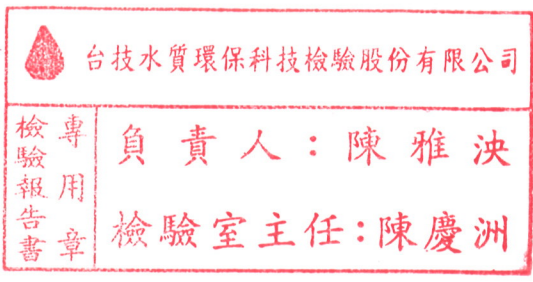 台技水質環保科技檢驗股份有限公司
檢驗報告書
專用章
負責人：陳雅泱
檢驗室主任：陳慶洲